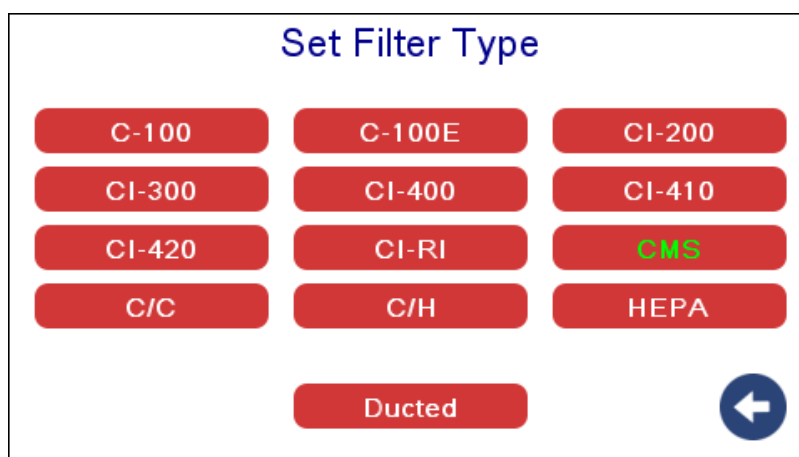 Set Filter Type
C-100 C-100E CI-200
CI-300 CI-400 CI-410
CI-420 CI-RI CMS
C/C C/H HEPA
Ducted